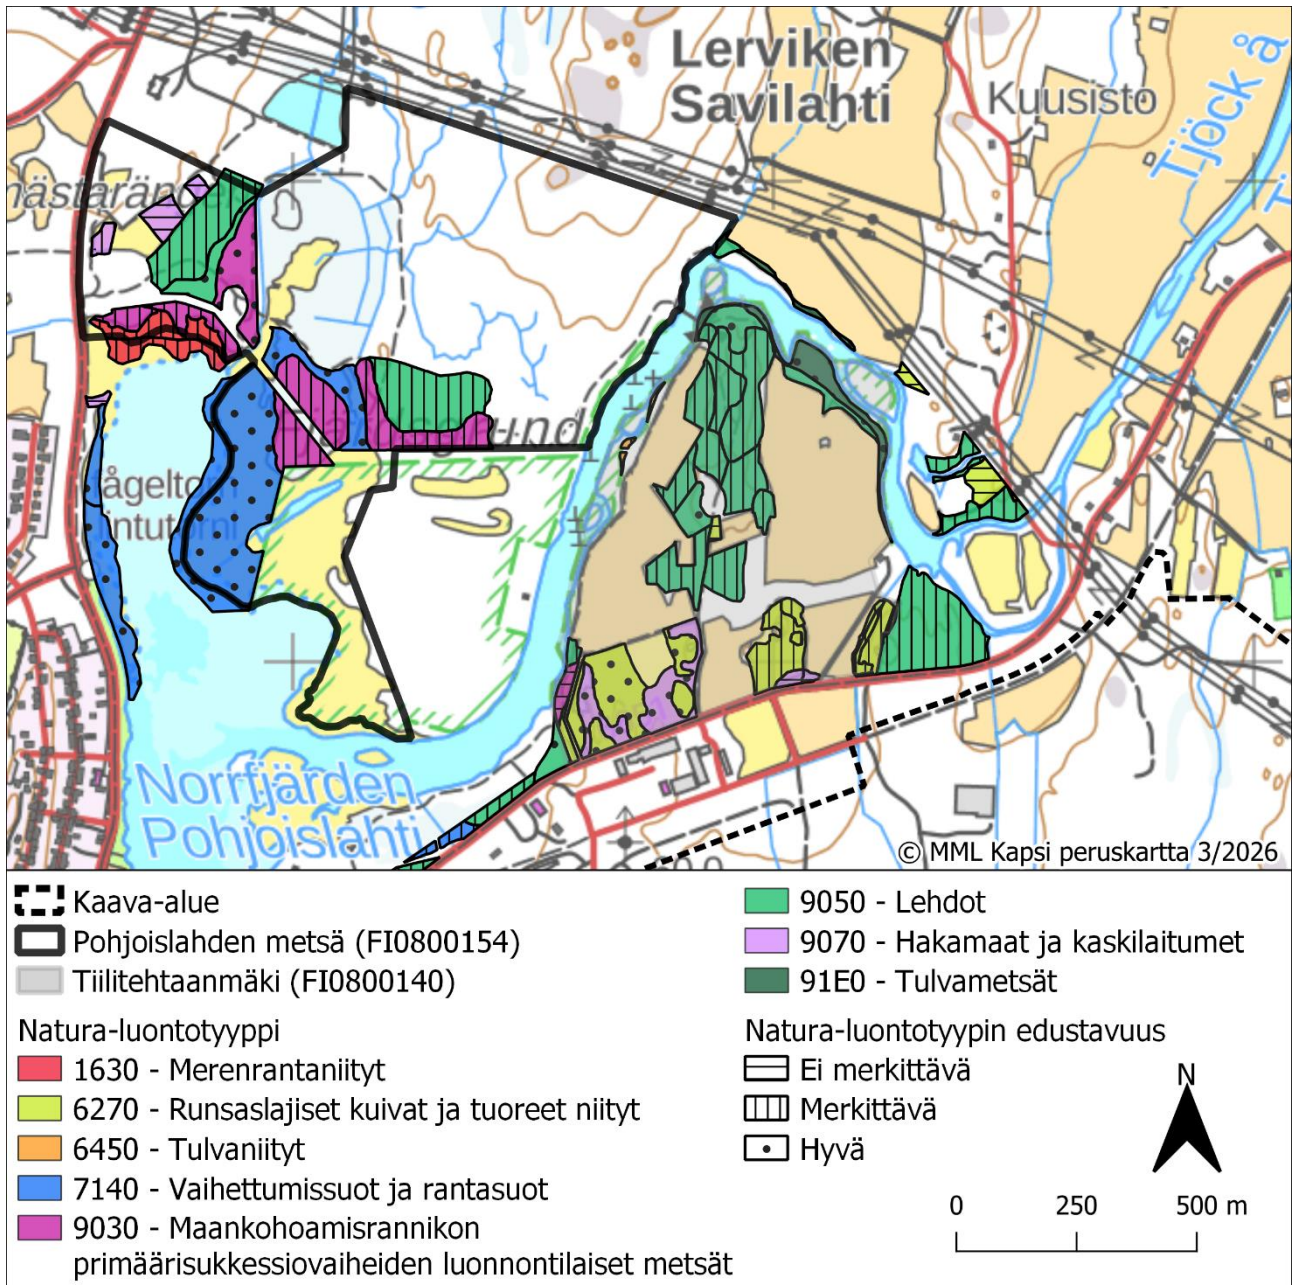 Lerviken
Savilahti
Kuusisto
Tjöck å
Norrfjärden
Pohjoislahti
© MML Kapsi peruskartta 3/2026
Kaava-alue
Pohjoislahden metsä (FI0800154)
Tiilitehtaanmäki (FI0800140)
Natura-luontotyyppi
1630 - Merenrantaniityt
6270 - Runsaslajiset kuivat ja tuoreet niityt
6450 - Tulvaniityt
7140 - Vaihettumissuot ja rantasuot
9030 - Maankohoamisrannikon
primäärisukkessiovaiheiden luonnontilaiset metsät
9050 - Lehdot
9070 - Hakamaat ja kaskilaitumet
91E0 - Tulvametsät
Natura-luontotyypin edustavuus
Ei merkittävä
Merkittävä
Hyvä
N
0 250 500 m